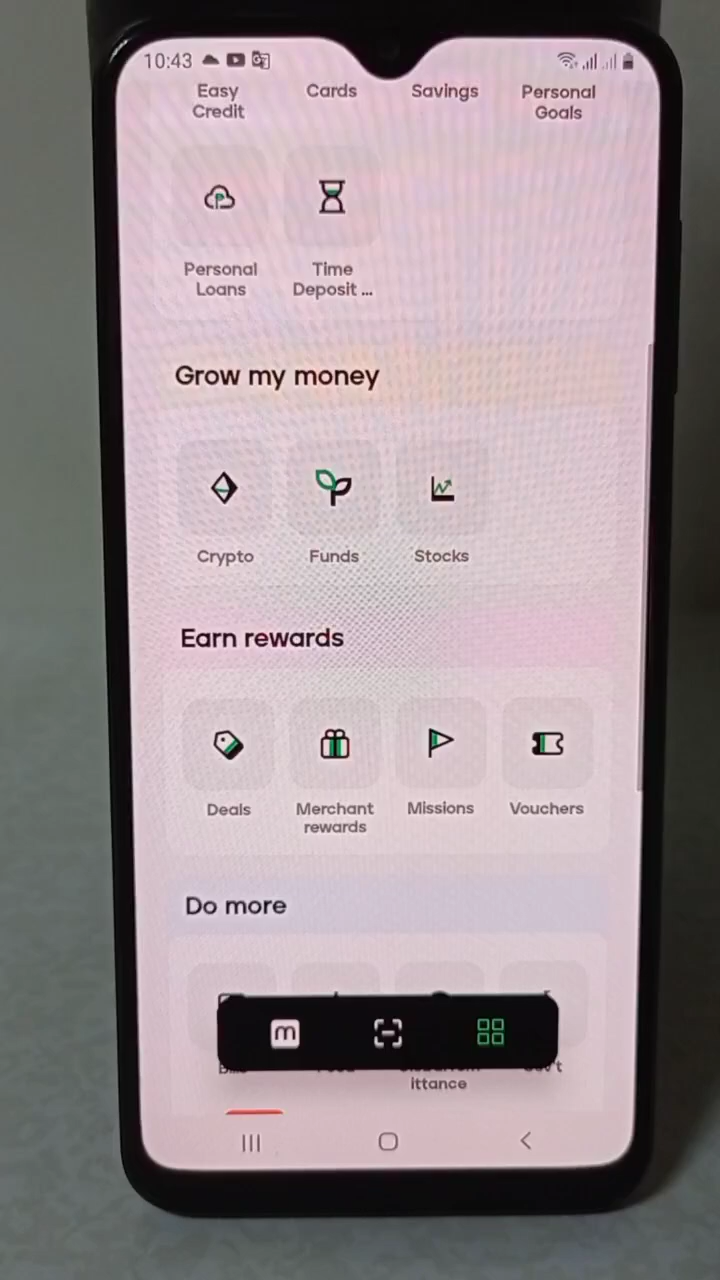 10:43
Easy Credit
Cards
Savings
Personal Goals
Personal Loans
Time Deposit ...
Grow my money
Crypto
Funds
Stocks
Earn rewards
Deals
Merchant rewards
Missions
Vouchers
Do more
m
ittance